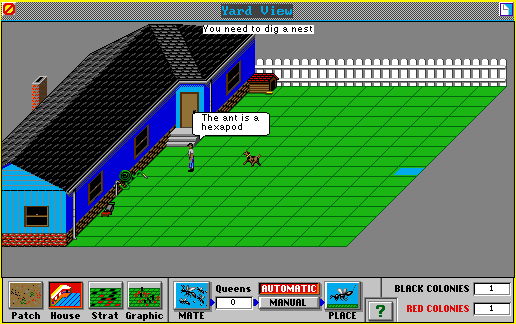 Yard View
You need to dig a nest
The ant is a
hexapod
Patch
House
Strat
Graphic
MATE
Queens
0
AUTOMATIC
MANUAL
PLACE
?
BLACK COLONIES 1
RED COLONIES 1